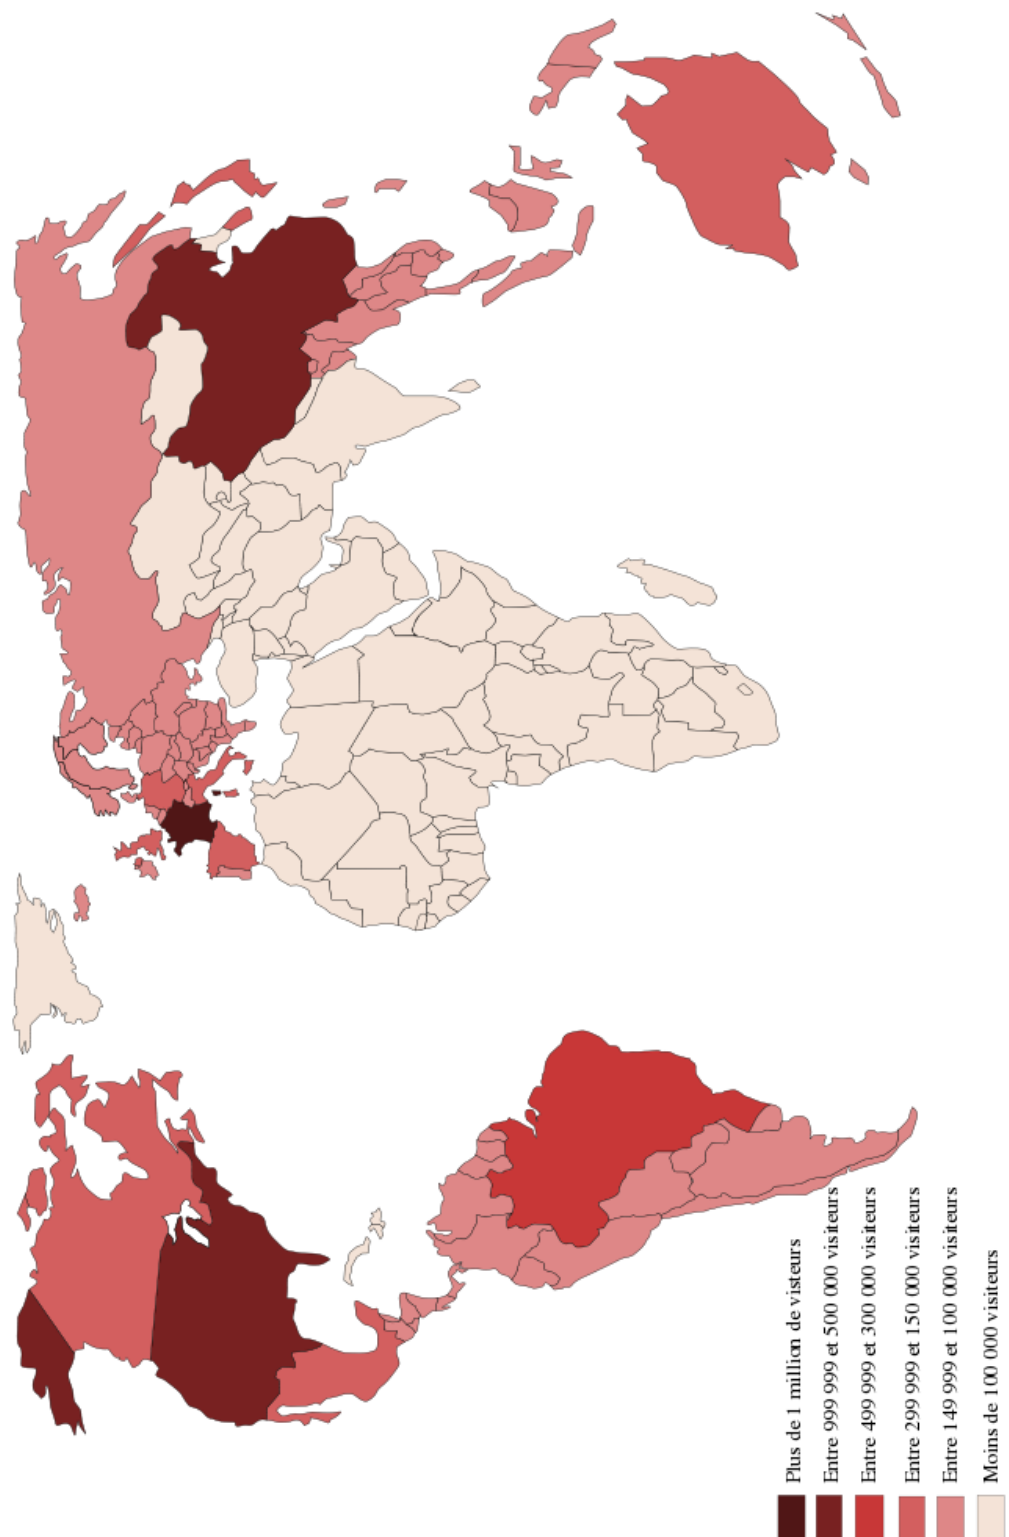 Plus de 1 million de visteurs
Entre 999 999 et 500 000 visiteurs
Entre 499 999 et 300 000 visiteurs
Entre 299 999 et 150 000 visiteurs
Entre 149 999 et 100 000 visiteurs
Moins de 100 000 visiteurs